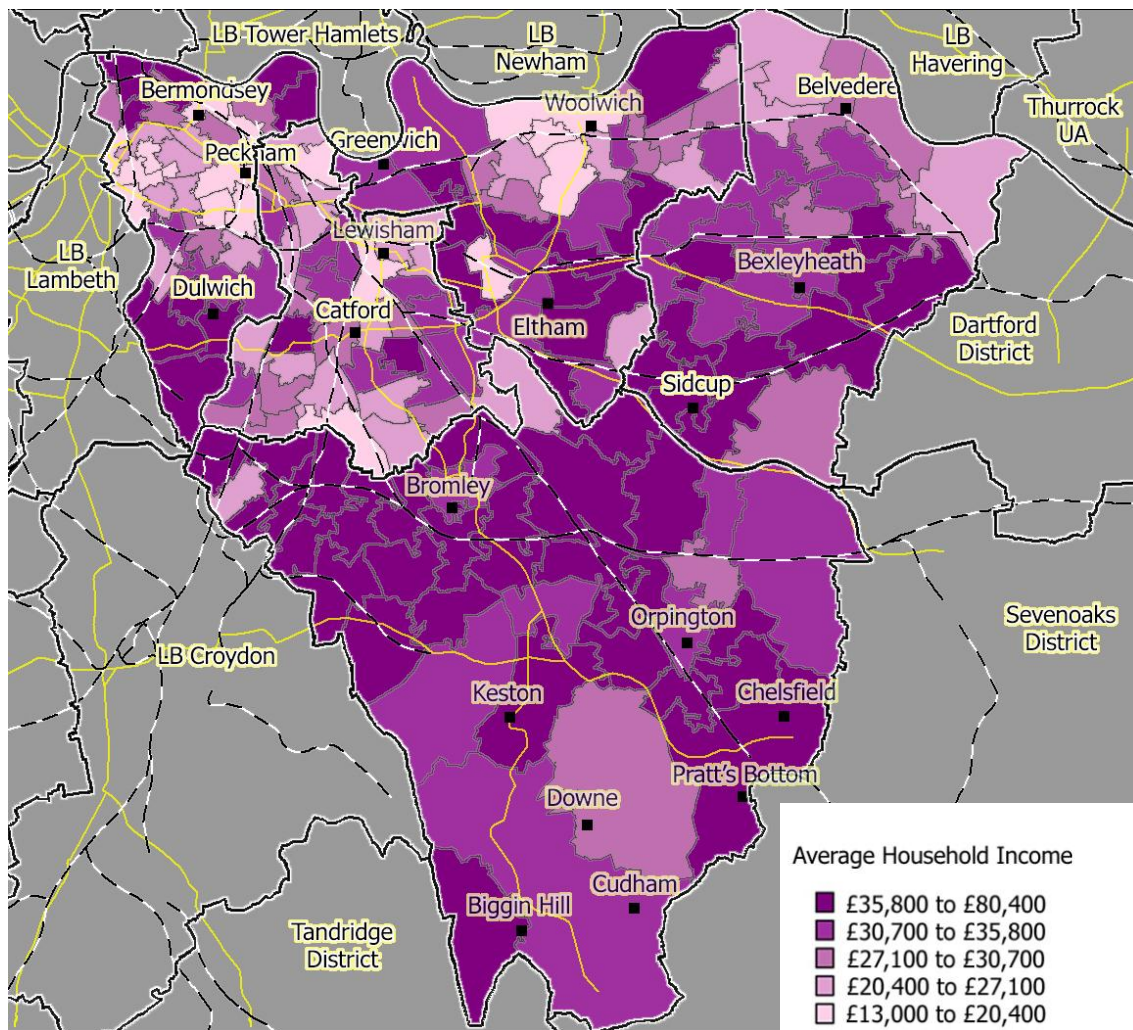 LB Tower Hamlets
LB
Newham
LB
Havering
Thurrock
UA
Bermondsey
Woolwich
Belvedere
Greenwich
Peckham
LB
Lambeth
Lewisham
Dulwich
Catford
Eltham
Bexleyheath
Dartford
District
Sidcup
Bromley
Orpington
Sevenoaks
District
LB Croydon
Keston
Chelsfield
Pratt's Bottom
Downe
Cudham
Biggin Hill
Tandridge
District
Average Household Income
£35,800 to £80,400
£30,700 to £35,800
£27,100 to £30,700
£20,400 to £27,100
£13,000 to £20,400